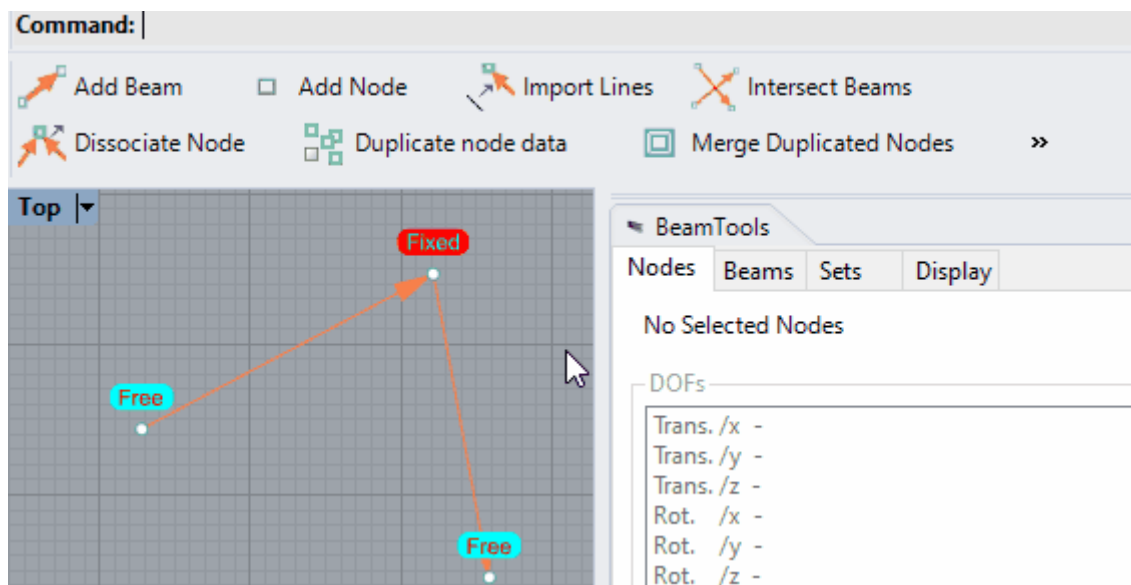 Command:
Add Beam Add Node Import Lines Intersect Beams
Dissociate Node Duplicate node data Merge Duplicated Nodes »
Top
Fixed
Free
Free
BeamTools
Nodes Beams Sets Display
No Selected Nodes
DOFs
Trans. /x -
Trans. /y -
Trans. /z -
Rot. /x -
Rot. /y -
Rot. /z -